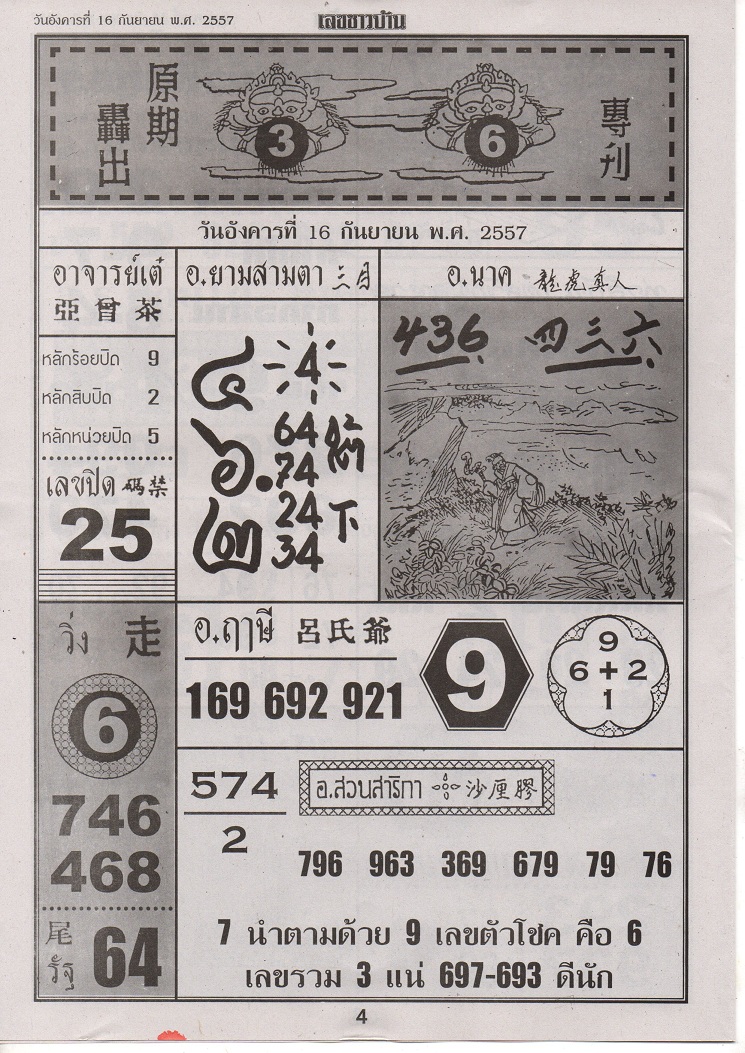 วันอังคารที่ 16 กันยายน พ.ศ. 2557
เลขชาวบ้าน
原期
轟出
3
6
專刊
วันอังคารที่ 16 กันยายน พ.ศ. 2557
อาจารย์เต๋
亞曾茶
หลักร้อยปิด 9
หลักสิบปิด 2
หลักหน่วยปิด 5
เลขปิด 碼禁
25
อ.ยามสามตา 三目
๔
4
๖.
64
74
24
34
๒
下
อ.นาค 龍虎真人
436 四三六
วิ่ง 走
6
746
468
尾
รัฐ
64
อ.ฤๅษี 呂氏爺
169 692 921
9
9
6+2
1
574
2
อ.สวนสาริกา 沙厘膠
796 963 369 679 79 76
7 นำตามด้วย 9 เลขตัวโชค คือ 6
เลขรวม 3 แน่ 697-693 ดีนัก
4